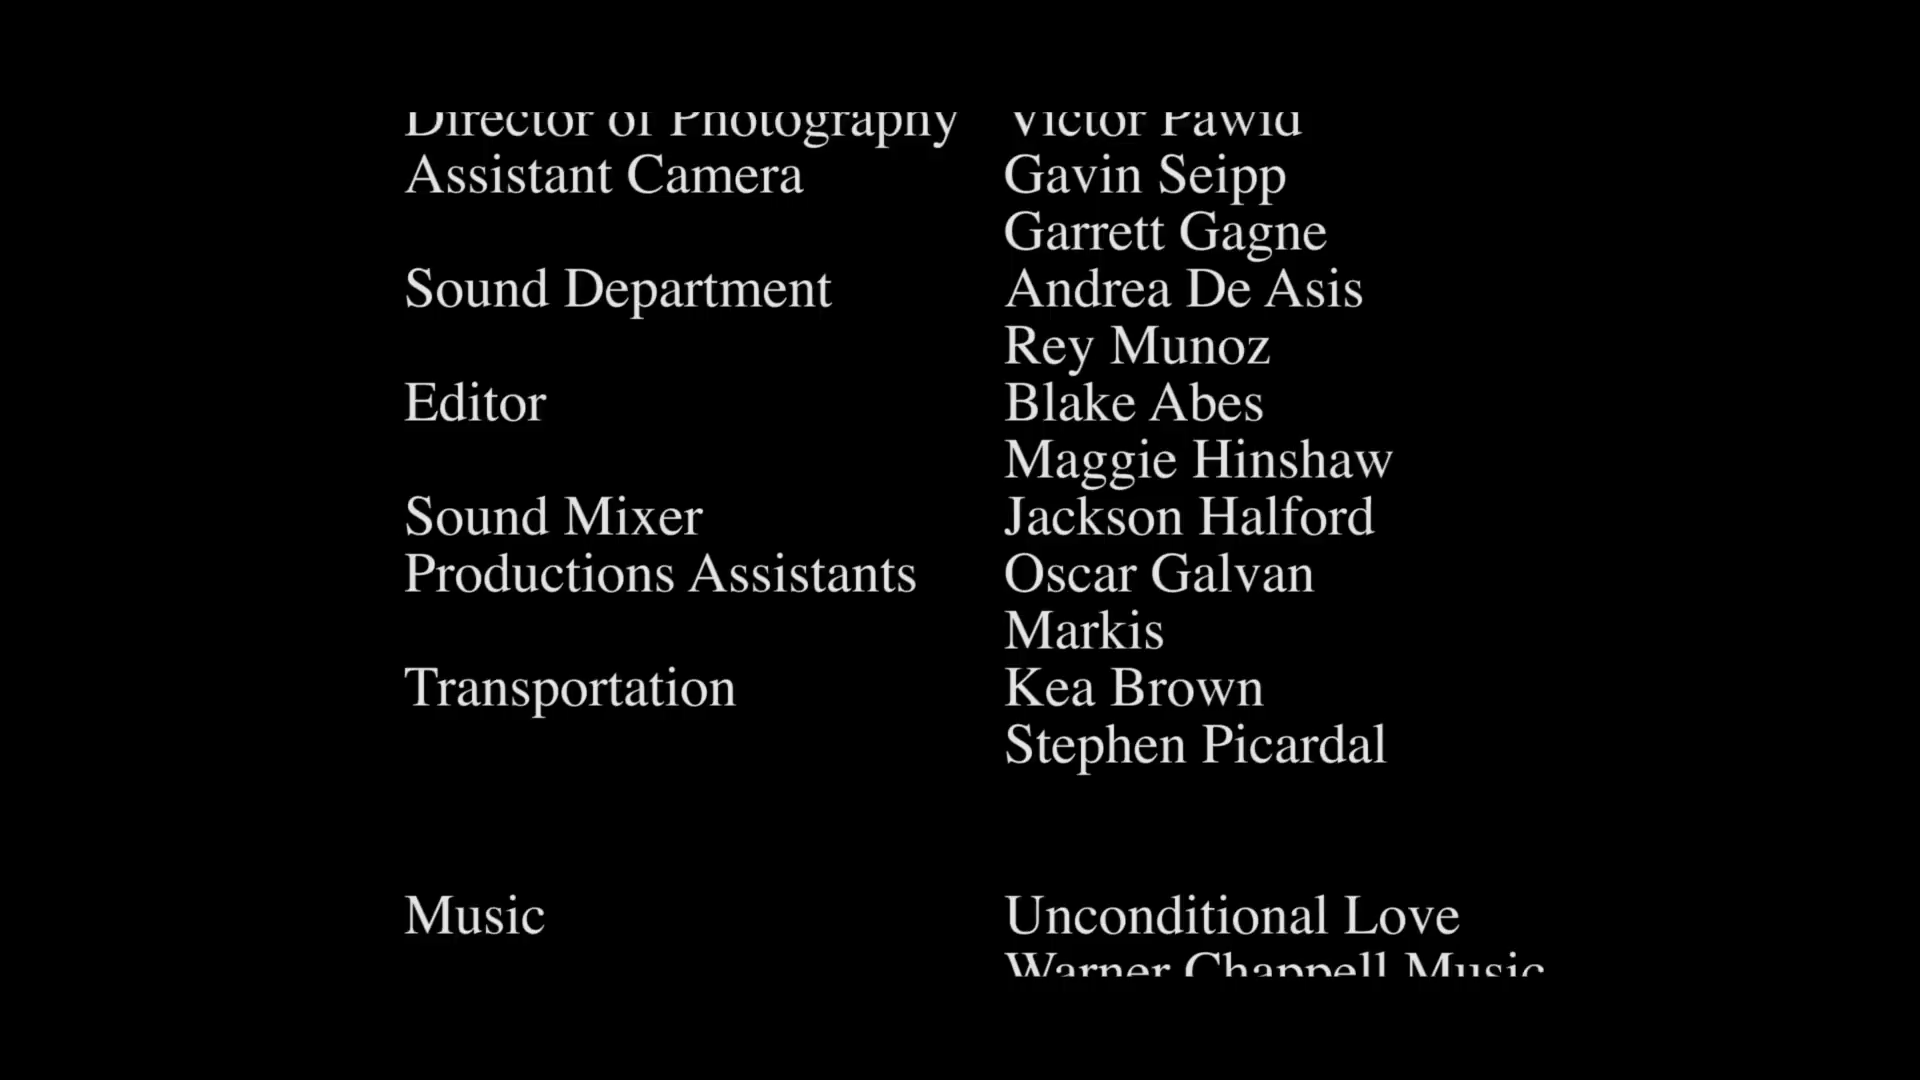 Director of Photography Victor Pawid
Assistant Camera Gavin Seipp
Garrett Gagne
Sound Department Andrea De Asis
Rey Munoz
Editor Blake Abes
Maggie Hinshaw
Sound Mixer Jackson Halford
Productions Assistants Oscar Galvan
Markis
Transportation Kea Brown
Stephen Picardal
Music Unconditional Love
Warner Chappell Music